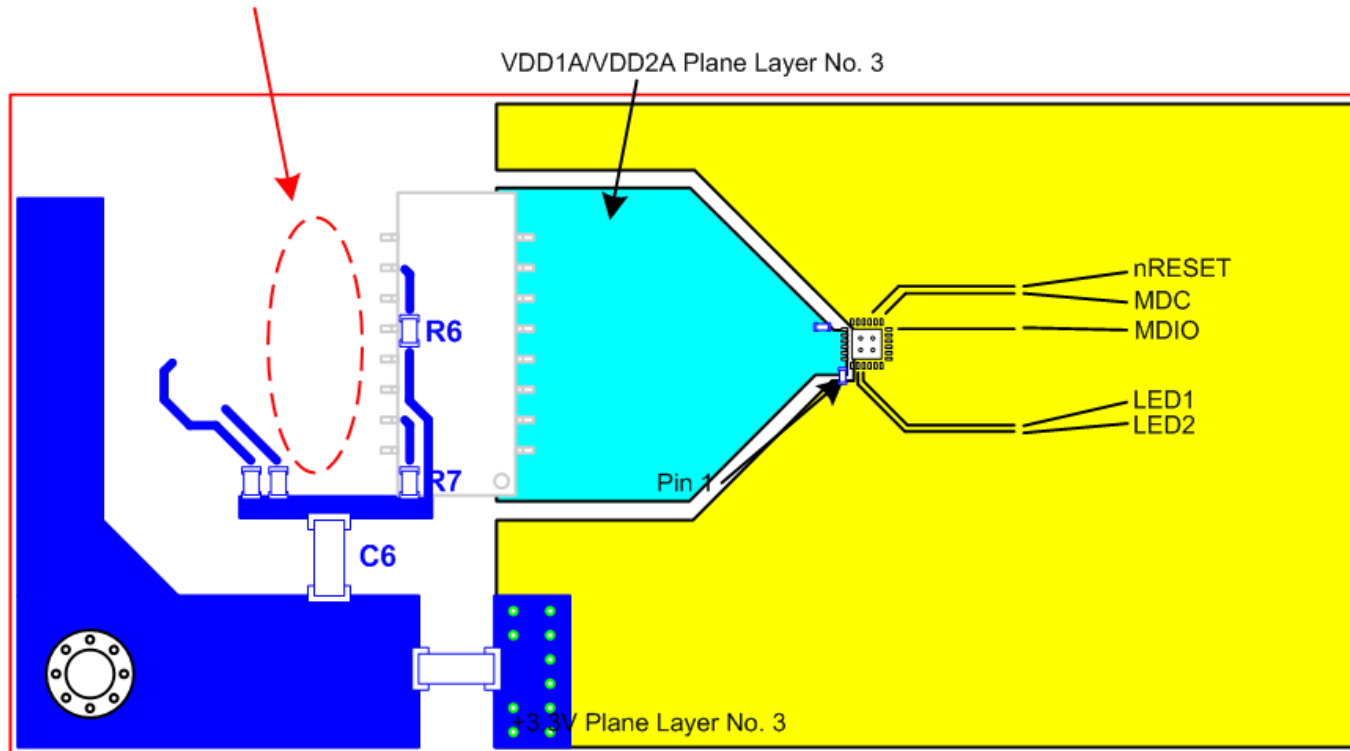 VDD1A/VDD2A Plane Layer No. 3
nRESET
MDC
MDIO
R6
LED1
LED2
Pin 1
R7
C6
+3.3V Plane Layer No. 3